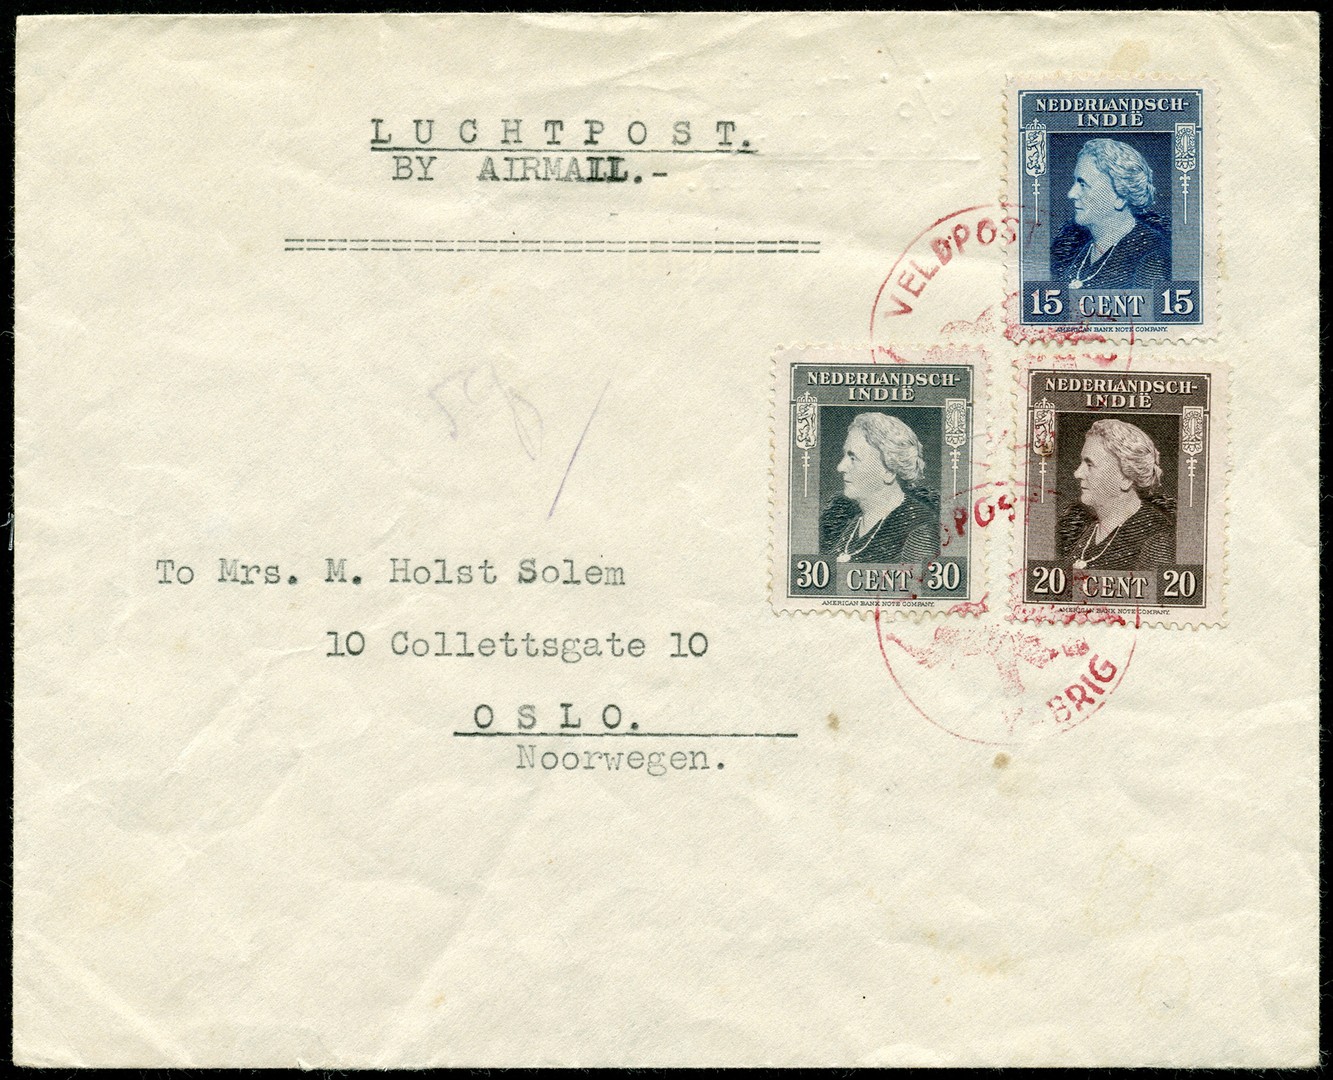 LUCHTPOST.
BY AIRMAIL.-
NEDERLANDSCH-
INDIË
15 CENT 15
AMERICAN BANK NOTE COMPANY.
VELDPOST
NEDERLANDSCH-
INDIË
30 CENT 30
AMERICAN BANK NOTE COMPANY.
NEDERLANDSCH-
INDIË
20 CENT 20
AMERICAN BANK NOTE COMPANY.
BRIG
To Mrs. M. Holst Solem
10 Collettsgate 10
OSLO.
Noorwegen.